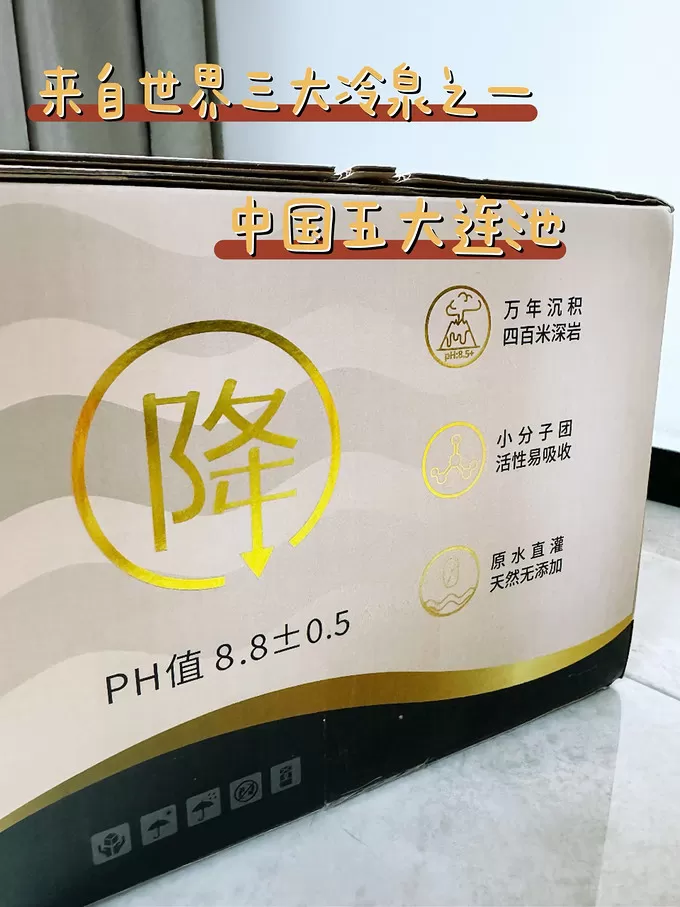 来自世界三大冷泉之一
中国五大连池
万年沉积
四百米深岩
pH:8.5+
降
小分子团
活性易吸收
原水直灌
天然无添加
PH值 8.8±0.5